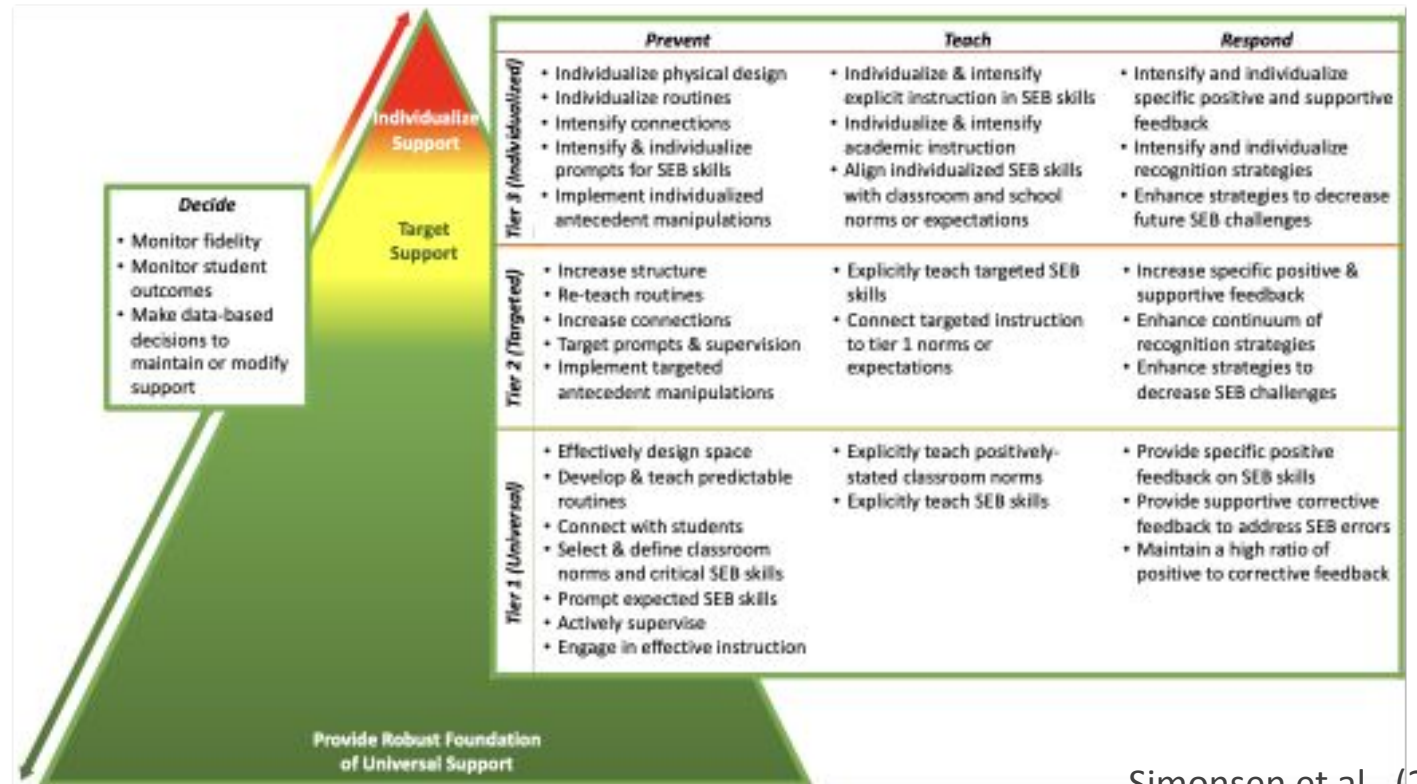 Individualize
Support
Target
Support
Decide
• Monitor fidelity
• Monitor student
outcomes
• Make data-based
decisions to
maintain or modify
support
Provide Robust Foundation
of Universal Support
Prevent
Teach
Respond
Tier 3 (Individualized)
• Individualize physical design
• Individualize routines
• Intensify connections
• Intensify & individualize
prompts for SEB skills
• Implement individualized
antecedent manipulations
• Individualize & intensify
explicit instruction in SEB skills
• Individualize & intensify
academic instruction
• Align individualized SEB skills
with classroom and school
norms or expectations
• Intensify and individualize
specific positive and supportive
feedback
• Intensify and individualize
recognition strategies
• Enhance strategies to decrease
future SEB challenges
Tier 2 (Targeted)
• Increase structure
• Re-teach routines
• Increase connections
• Target prompts & supervision
• Implement targeted
antecedent manipulations
• Explicitly teach targeted SEB
skills
• Connect targeted instruction
to tier 1 norms or
expectations
• Increase specific positive &
supportive feedback
• Enhance continuum of
recognition strategies
• Enhance strategies to
decrease SEB challenges
Tier 1 (Universal)
• Effectively design space
• Develop & teach predictable
routines
• Connect with students
• Select & define classroom
norms and critical SEB skills
• Prompt expected SEB skills
• Actively supervise
• Engage in effective instruction
• Explicitly teach positively-
stated classroom norms
• Explicitly teach SEB skills
• Provide specific positive
feedback on SEB skills
• Provide supportive corrective
feedback to address SEB errors
• Maintain a high ratio of
positive to corrective feedback
Simonsen et al.